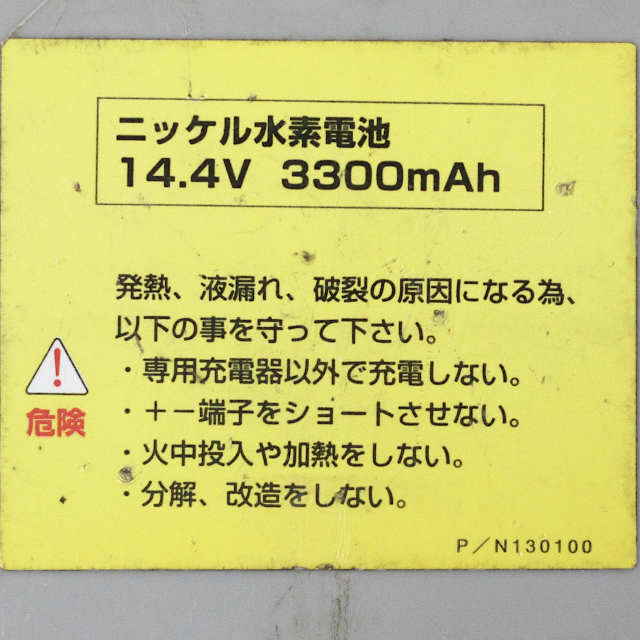 ニッケル水素電池
14.4V 3300mAh
発熱、液漏れ、破裂の原因になる為、
以下の事を守って下さい。
・専用充電器以外で充電しない。
・＋－端子をショートさせない。
・火中投入や加熱をしない。
・分解、改造をしない。
危険
P／N130100